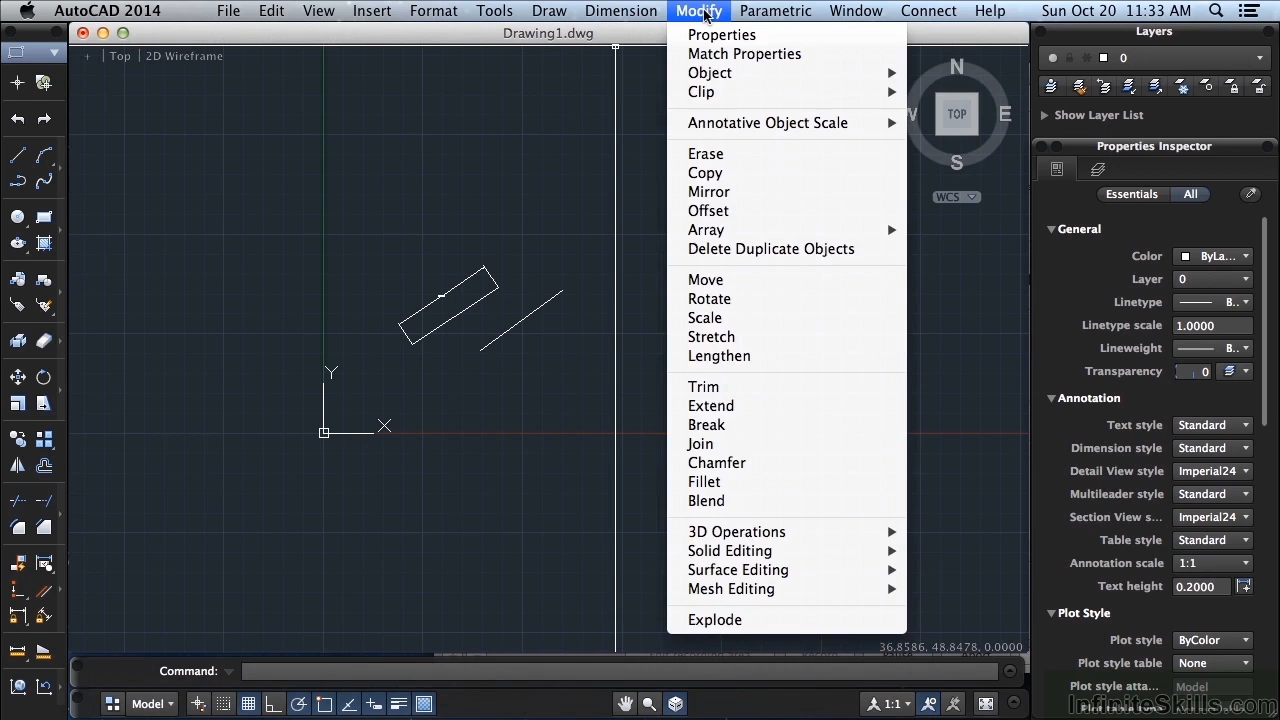 AutoCAD 2014 File Edit View Insert Format Tools Draw Dimension Modify Parametric Window Connect Help Sun Oct 20 11:33 AM
Drawing1.dwg
+ | Top | 2D Wireframe
Properties
Match Properties
Object
Clip
Annotative Object Scale
Erase
Copy
Mirror
Offset
Array
Delete Duplicate Objects
Move
Rotate
Scale
Stretch
Lengthen
Trim
Extend
Break
Join
Chamfer
Fillet
Blend
3D Operations
Solid Editing
Surface Editing
Mesh Editing
Explode
N
W TOP E
S
WCS
Y
X
36.8586, 48.8478, 0.0000
Command:
Model
1:1
Layers
0
Show Layer List
Properties Inspector
Essentials All
General
Color ByLa...
Layer 0
Linetype B..
Linetype scale 1.0000
Lineweight B..
Transparency 0
Annotation
Text style Standard
Dimension style Standard
Detail View style Imperial24
Multileader style Standard
Section View s... Imperial24
Table style Standard
Annotation scale 1:1
Text height 0.2000
Plot Style
Plot style ByColor
Plot style table None
Plot style atta... Model
InfiniteSkills.com